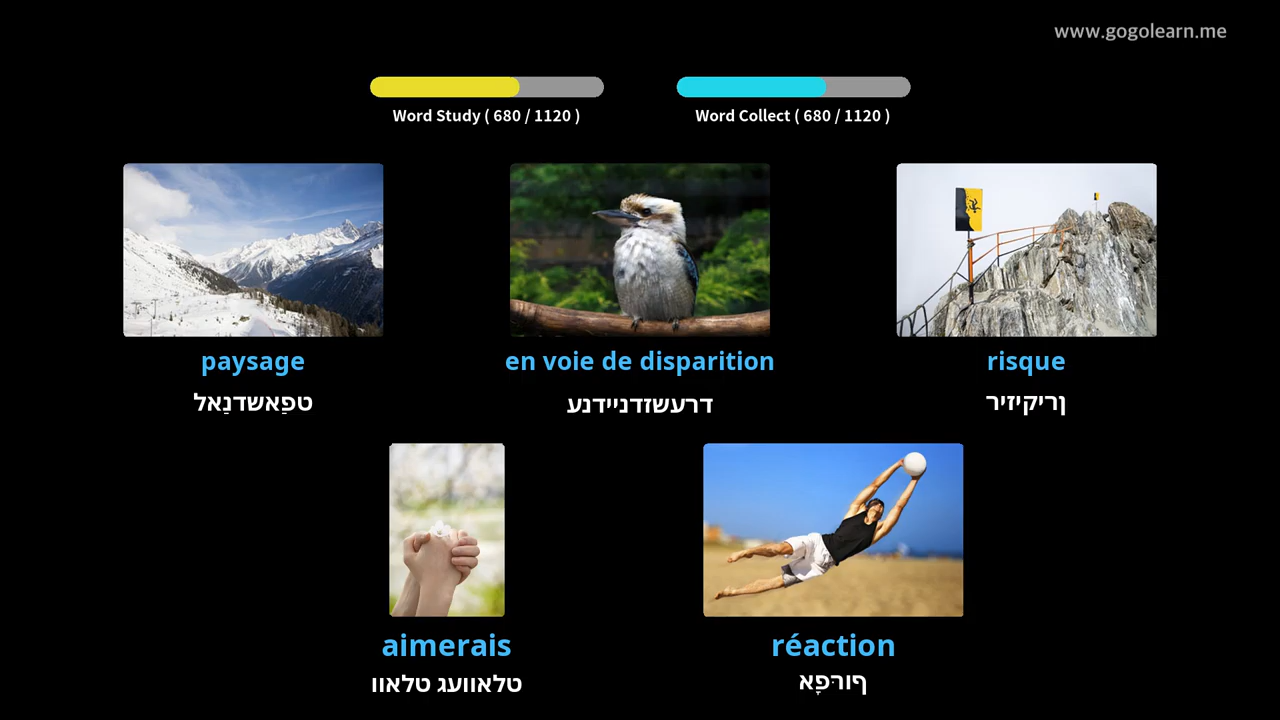 www.gogolearn.me
Word Study ( 680 / 1120 )
Word Collect ( 680 / 1120 )
paysage
en voie de disparition
risque
טפַאשדנַאל
דרעשזדניידנע
ןריקיזיר
aimerais
réaction
טלאוועג טלאוו
ףורּפָא